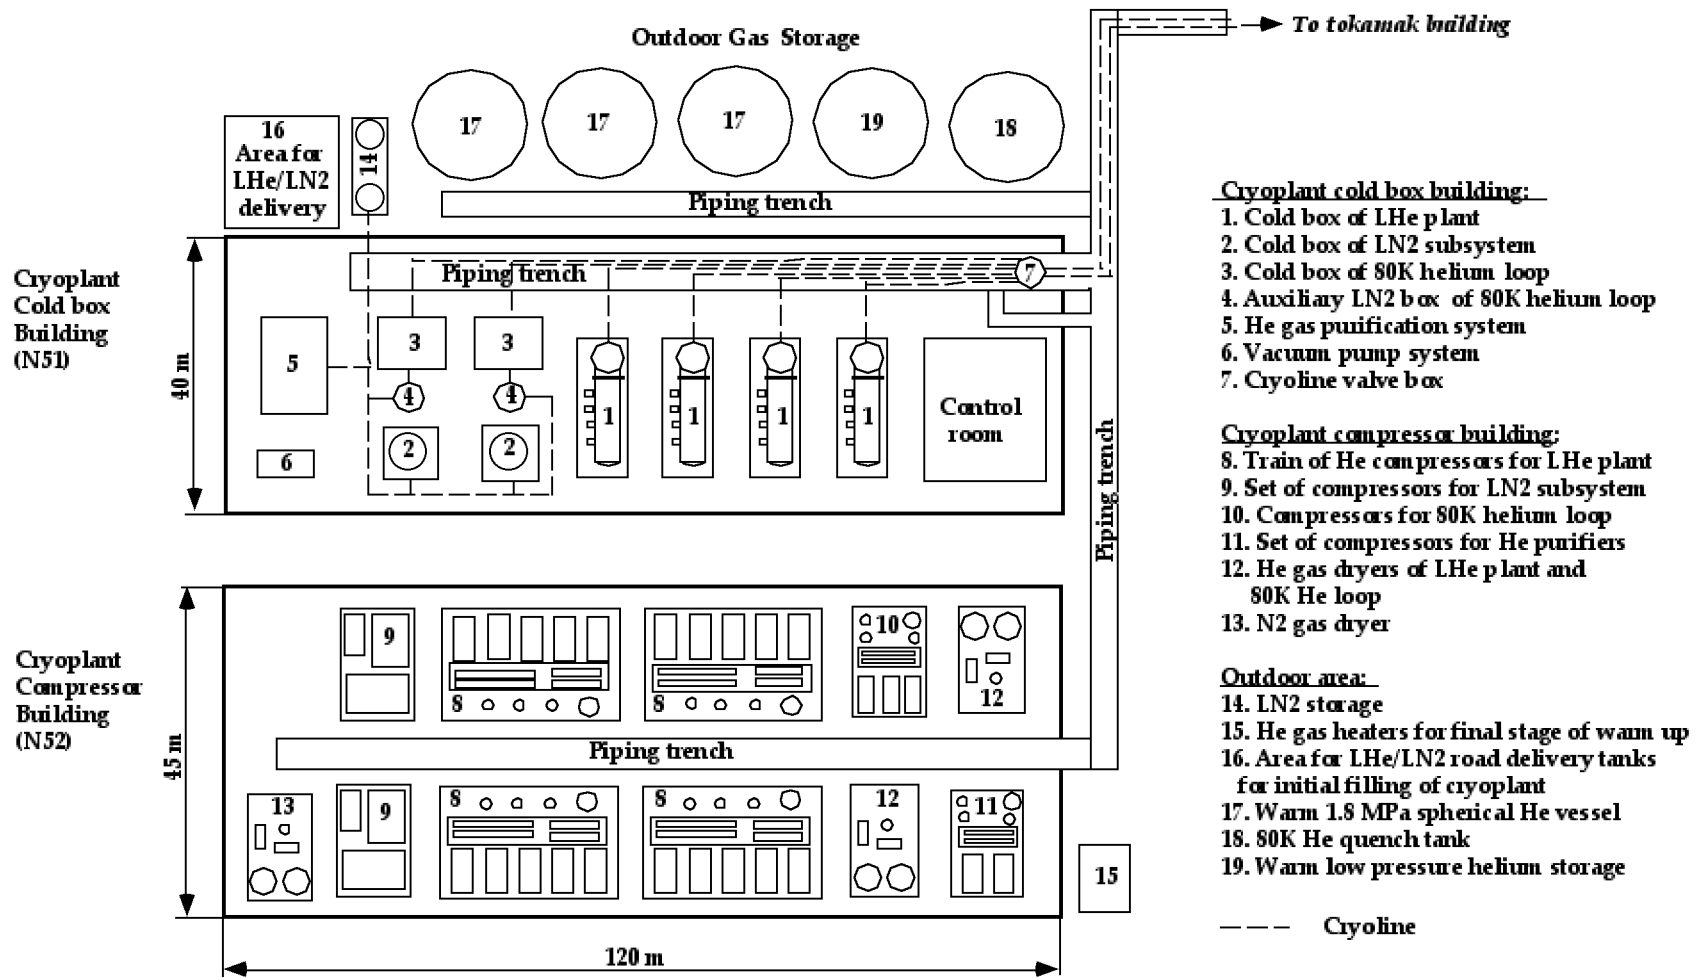 To tokamak building
Outdoor Gas Storage
16
Area for
LHe/LN2
delivery
14
17
17
17
19
18
Piping trench
Cryoplant
Cold box
Building
(N51)
40 m
Piping trench
7
5
3
3
4
4
2
2
6
1
1
1
1
Control
room
Piping trench
Cryoplant
Compressor
Building
(N52)
45 m
9
8
8
10
12
Piping trench
13
9
8
8
12
11
15
120 m
Cryoplant cold box building:
1. Cold box of LHe plant
2. Cold box of LN2 subsystem
3. Cold box of 80K helium loop
4. Auxiliary LN2 box of 80K helium loop
5. He gas purification system
6. Vacuum pump system
7. Cryoline valve box
Cryoplant compressor building:
8. Train of He compressors for LHe plant
9. Set of compressors for LN2 subsystem
10. Compressors for 80K helium loop
11. Set of compressors for He purifiers
12. He gas dryers of LHe plant and
80K He loop
13. N2 gas dryer
Outdoor area:
14. LN2 storage
15. He gas heaters for final stage of warm up
16. Area for LHe/LN2 road delivery tanks
for initial filling of cryoplant
17. Warm 1.8 MPa spherical He vessel
18. 80K He quench tank
19. Warm low pressure helium storage
Cryoline